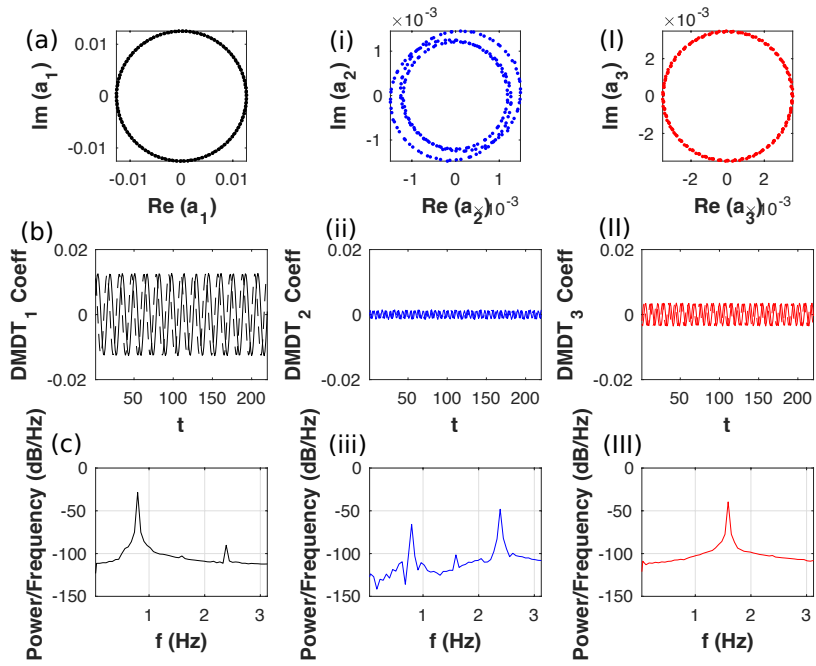 (a)
0.01
0
-0.01
Im (a1)
-0.01 0 0.01
Re (a1)
(i)
×10-3
1
0
-1
Im (a2)
-1 0 1
Re (a2) ×10-3
(I)
×10-3
2
0
-2
Im (a3)
-2 0 2
Re (a3) ×10-3
(b)
0.02
0
-0.02
DMDT1 Coeff
50 100 150 200
t
(ii)
0.02
0
-0.02
DMDT2 Coeff
50 100 150 200
t
(II)
0.02
0
-0.02
DMDT3 Coeff
50 100 150 200
t
(c)
0
-50
-100
-150
Power/Frequency (dB/Hz)
1 2 3
f (Hz)
(iii)
0
-50
-100
-150
Power/Frequency (dB/Hz)
1 2 3
f (Hz)
(III)
0
-50
-100
-150
Power/Frequency (dB/Hz)
1 2 3
f (Hz)